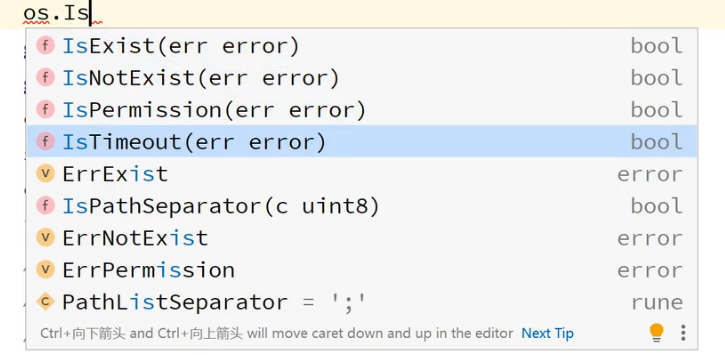 os.Is
f IsExist(err error) bool
f IsNotExist(err error) bool
f IsPermission(err error) bool
f IsTimeout(err error) bool
v ErrExist error
f IsPathSeparator(c uint8) bool
v ErrNotExist error
v ErrPermission error
c PathListSeparator = ';' rune
Ctrl+向下箭头 and Ctrl+向上箭头 will move caret down and up in the editor Next Tip